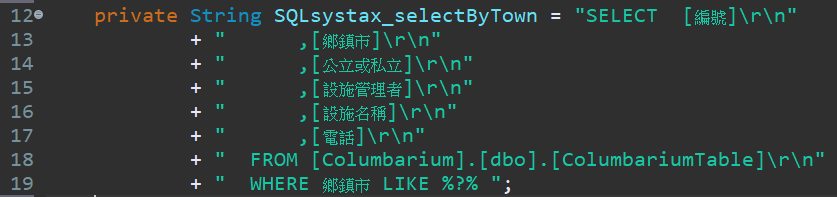 12 private String SQLsystax_selectByTown = "SELECT  [編號]\r\n"
13 + "      ,[鄉鎮市]\r\n"
14 + "      ,[公立或私立]\r\n"
15 + "      ,[設施管理者]\r\n"
16 + "      ,[設施名稱]\r\n"
17 + "      ,[電話]\r\n"
18 + "  FROM [Columbarium].[dbo].[ColumbariumTable]\r\n"
19 + "  WHERE 鄉鎮市 LIKE %?% ";